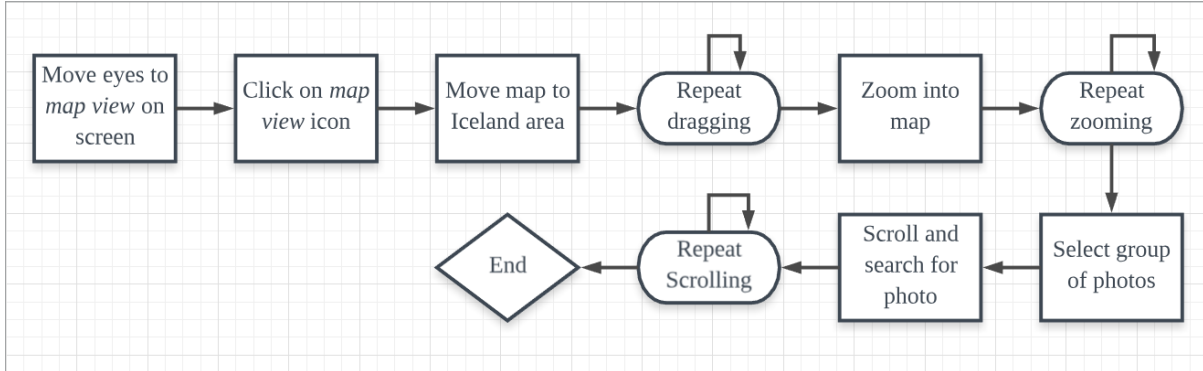 Move eyes to
map view on
screen
Click on map
view icon
Move map to
Iceland area
Repeat
dragging
Zoom into
map
Repeat
zooming
Select group
of photos
Scroll and
search for
photo
Repeat
Scrolling
End